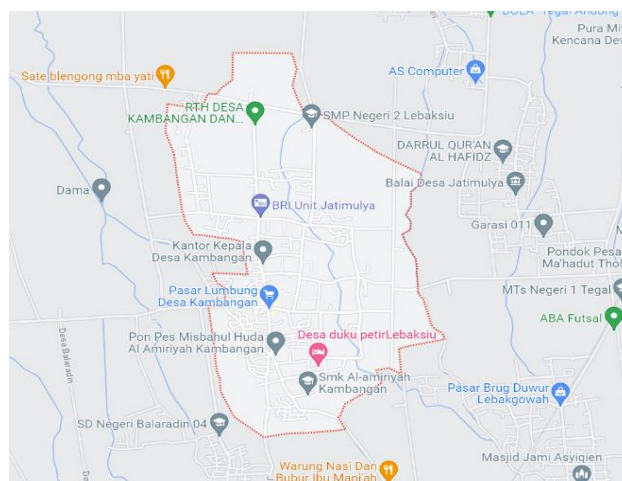 BOLA Tegal Andong
Pura Mi
Kencana Dew
Sate blengong mba yati
AS Computer
RTH DESA
KAMBANGAN DAN...
SMP Negeri 2 Lebaksiu
DARRUL QUR'AN
AL HAFIDZ
Balai Desa Jatimulya
Dama
BRI Unit Jatimulya
Garasi 011
Kantor Kepala
Desa Kambangan
Pondok Pesa
Ma'hadut Thol
Pasar Lumbung
Desa Kambangan
MTs Negeri 1 Tegal
ABA Futsal
Desa Balaradin
Pon Pes Misbahul Huda
Al Amiriyah Kambangan
Desa duku petirLebaksiu
Smk Al-amiriyah
Kambangan
Pasar Brug Duwur
Lebakgowah
SD Negeri Balaradin 04
Warung Nasi Dan
Bubur Ibu Mani'ah
Masjid Jami Asyiqien